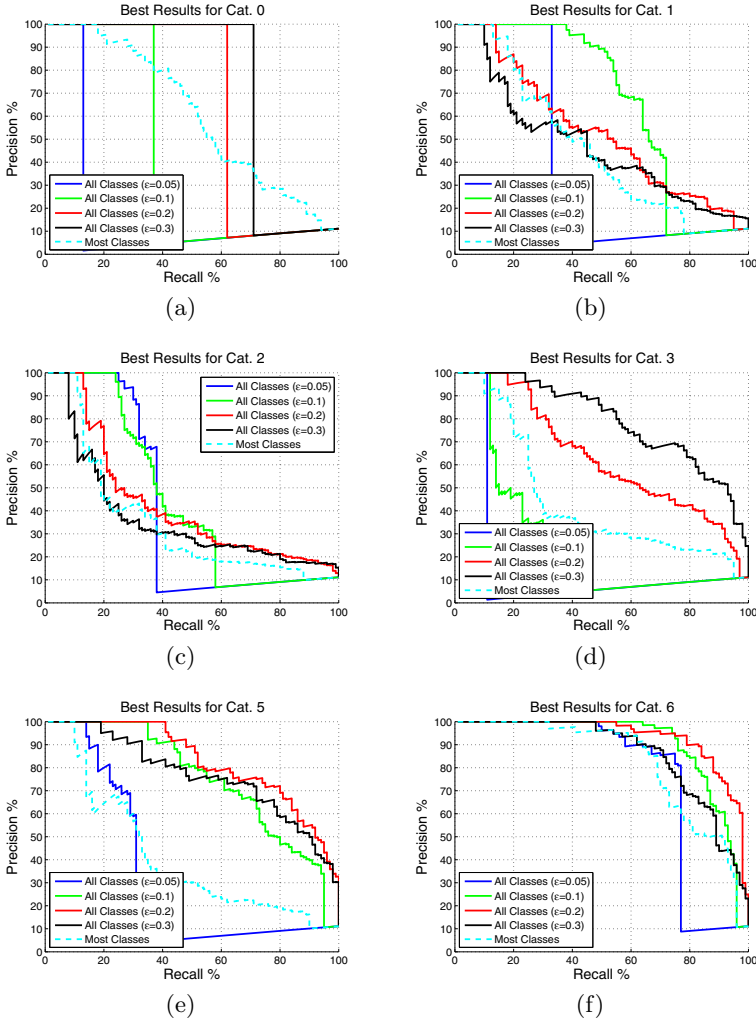 Best Results for Cat. 0
Precision %
100
90
80
70
60
50
40
30
20
10
0
All Classes (ε=0.05)
All Classes (ε=0.1)
All Classes (ε=0.2)
All Classes (ε=0.3)
Most Classes
0 20 40 60 80 100
Recall %
(a)
Best Results for Cat. 1
Precision %
100
90
80
70
60
50
40
30
20
10
0
All Classes (ε=0.05)
All Classes (ε=0.1)
All Classes (ε=0.2)
All Classes (ε=0.3)
Most Classes
0 20 40 60 80 100
Recall %
(b)
Best Results for Cat. 2
Precision %
100
90
80
70
60
50
40
30
20
10
0
All Classes (ε=0.05)
All Classes (ε=0.1)
All Classes (ε=0.2)
All Classes (ε=0.3)
Most Classes
0 20 40 60 80 100
Recall %
(c)
Best Results for Cat. 3
Precision %
100
90
80
70
60
50
40
30
20
10
0
All Classes (ε=0.05)
All Classes (ε=0.1)
All Classes (ε=0.2)
All Classes (ε=0.3)
Most Classes
0 20 40 60 80 100
Recall %
(d)
Best Results for Cat. 5
Precision %
100
90
80
70
60
50
40
30
20
10
0
All Classes (ε=0.05)
All Classes (ε=0.1)
All Classes (ε=0.2)
All Classes (ε=0.3)
Most Classes
0 20 40 60 80 100
Recall %
(e)
Best Results for Cat. 6
Precision %
100
90
80
70
60
50
40
30
20
10
0
All Classes (ε=0.05)
All Classes (ε=0.1)
All Classes (ε=0.2)
All Classes (ε=0.3)
Most Classes
0 20 40 60 80 100
Recall %
(f)